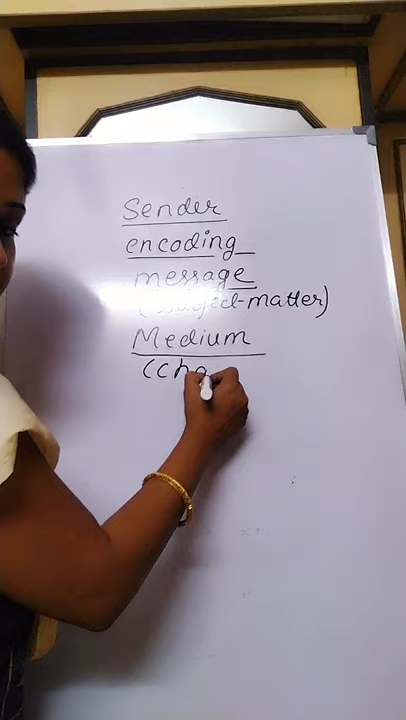 Sender
encoding
message
(Subject-matter)
Medium
(Cha